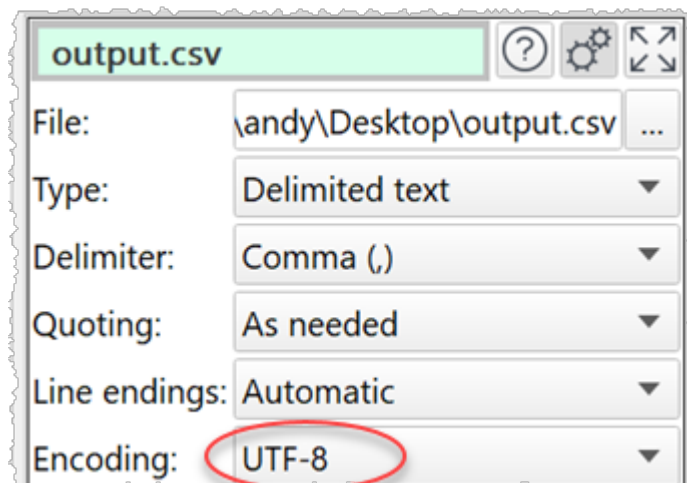 output.csv
File: \andy\Desktop\output.csv ...
Type: Delimited text
Delimiter: Comma (,)
Quoting: As needed
Line endings: Automatic
Encoding: UTF-8